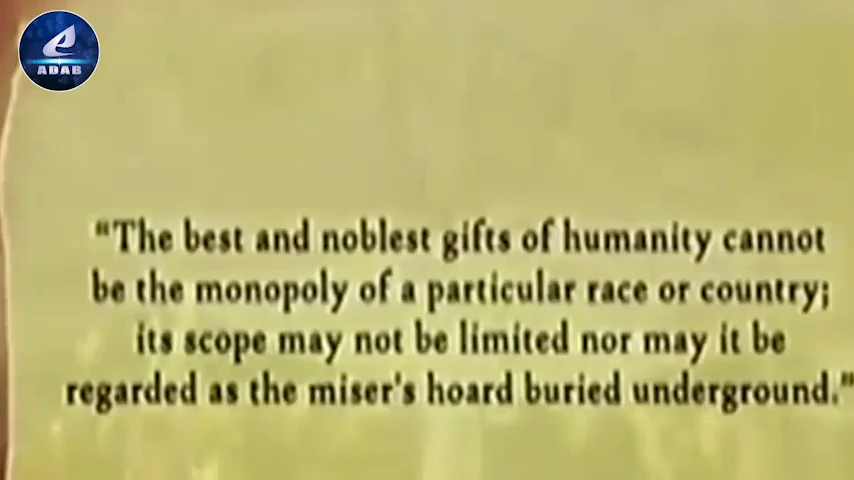 ADAB
“The best and noblest gifts of humanity cannot
be the monopoly of a particular race or country;
its scope may not be limited nor may it be
regarded as the miser's hoard buried underground.”